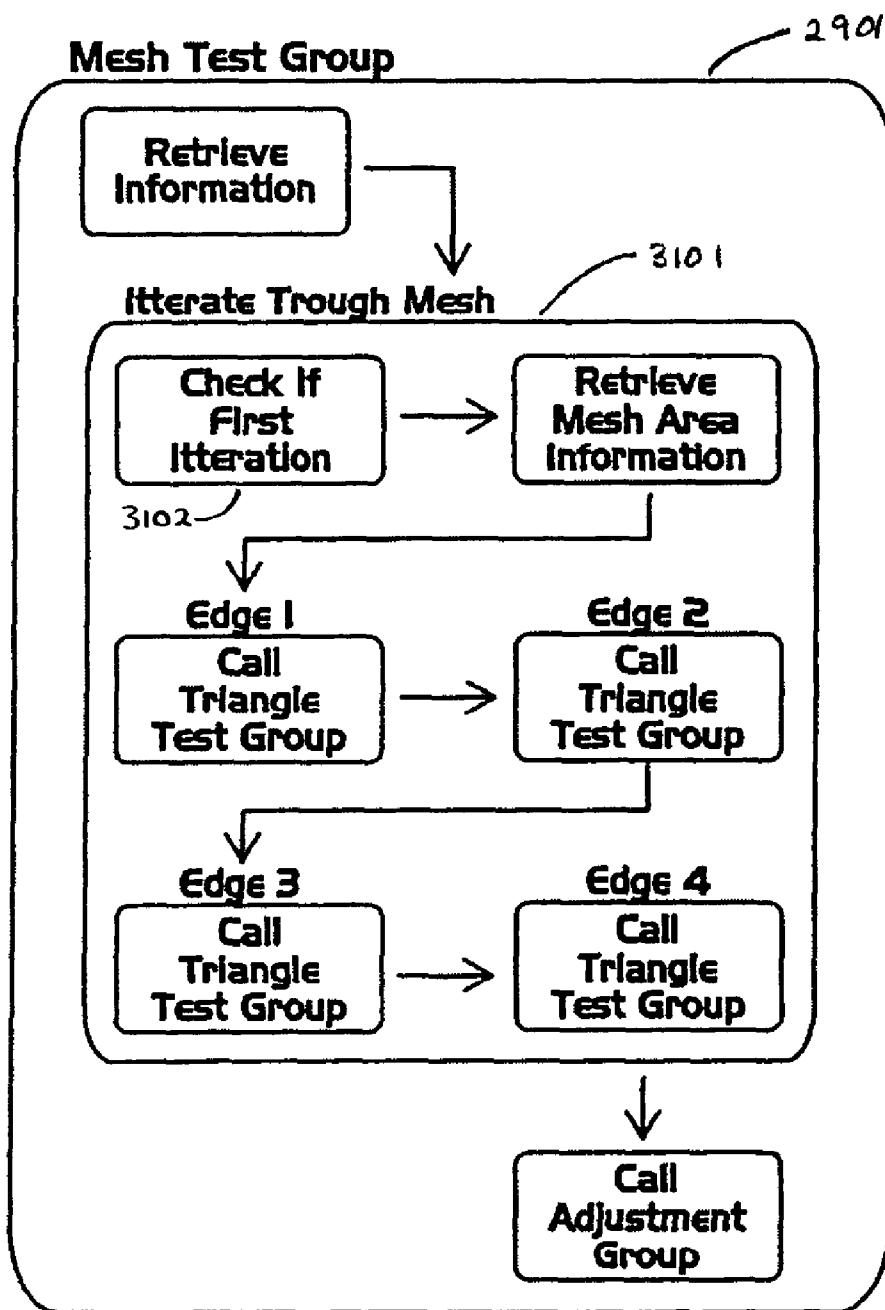 2901
Mesh Test Group
Retrieve
Information
3101
Itterate Trough Mesh
Check If
First
Itteration
Retrieve
Mesh Area
Information
3102
Edge 1
Call
Triangle
Test Group
Edge 2
Call
Triangle
Test Group
Edge 3
Call
Triangle
Test Group
Edge 4
Call
Triangle
Test Group
Call
Adjustment
Group